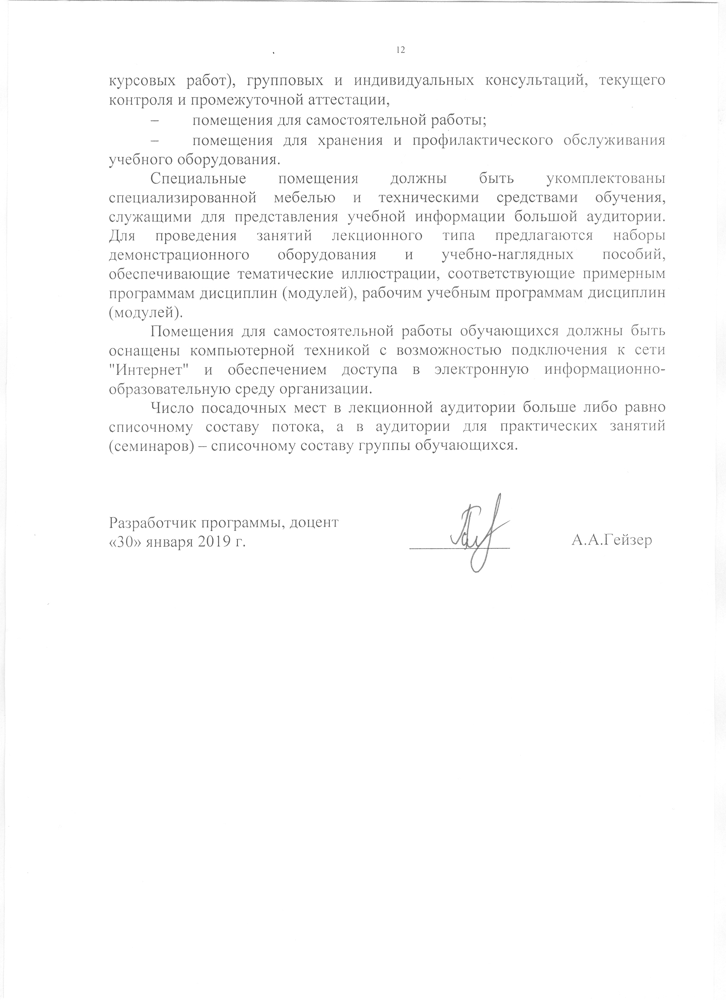 12
курсовых работ), групповых и индивидуальных консультаций, текущего
контроля и промежуточной аттестации,
– помещения для самостоятельной работы;
– помещения для хранения и профилактического обслуживания
учебного оборудования.
Специальные помещения должны быть укомплектованы
специализированной мебелью и техническими средствами обучения,
служащими для представления учебной информации большой аудитории.
Для проведения занятий лекционного типа предлагаются наборы
демонстрационного оборудования и учебно-наглядных пособий,
обеспечивающие тематические иллюстрации, соответствующие примерным
программам дисциплин (модулей), рабочим учебным программам дисциплин
(модулей).
Помещения для самостоятельной работы обучающихся должны быть
оснащены компьютерной техникой с возможностью подключения к сети
"Интернет" и обеспечением доступа в электронную информационно-
образовательную среду организации.
Число посадочных мест в лекционной аудитории больше либо равно
списочному составу потока, а в аудитории для практических занятий
(семинаров) – списочному составу группы обучающихся.
Разработчик программы, доцент
«30» января 2019 г. А.А.Гейзер